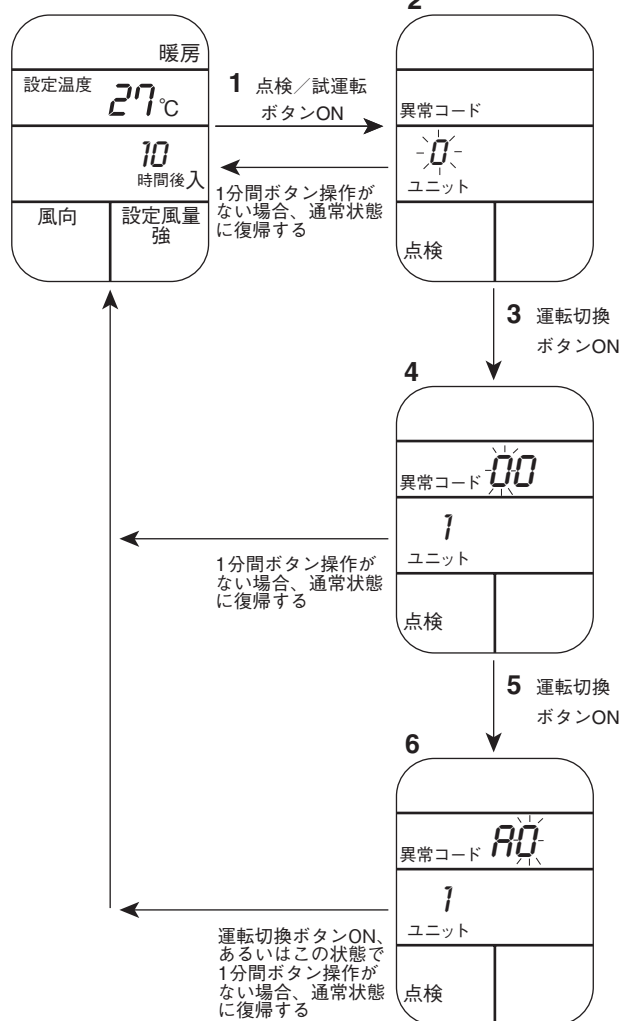 暖房
設定温度 27℃
10
時間後入
風向 設定風量
強
1 点検／試運転
ボタンON
1分間ボタン操作が
ない場合、通常状態
に復帰する
2
異常コード
0
ユニット
点検
3 運転切換
ボタンON
4
異常コード 00
1
ユニット
点検
1分間ボタン操作が
ない場合、通常状態
に復帰する
5 運転切換
ボタンON
6
異常コード A0
1
ユニット
点検
運転切換ボタンON、
あるいはこの状態で
1分間ボタン操作が
ない場合、通常状態
に復帰する